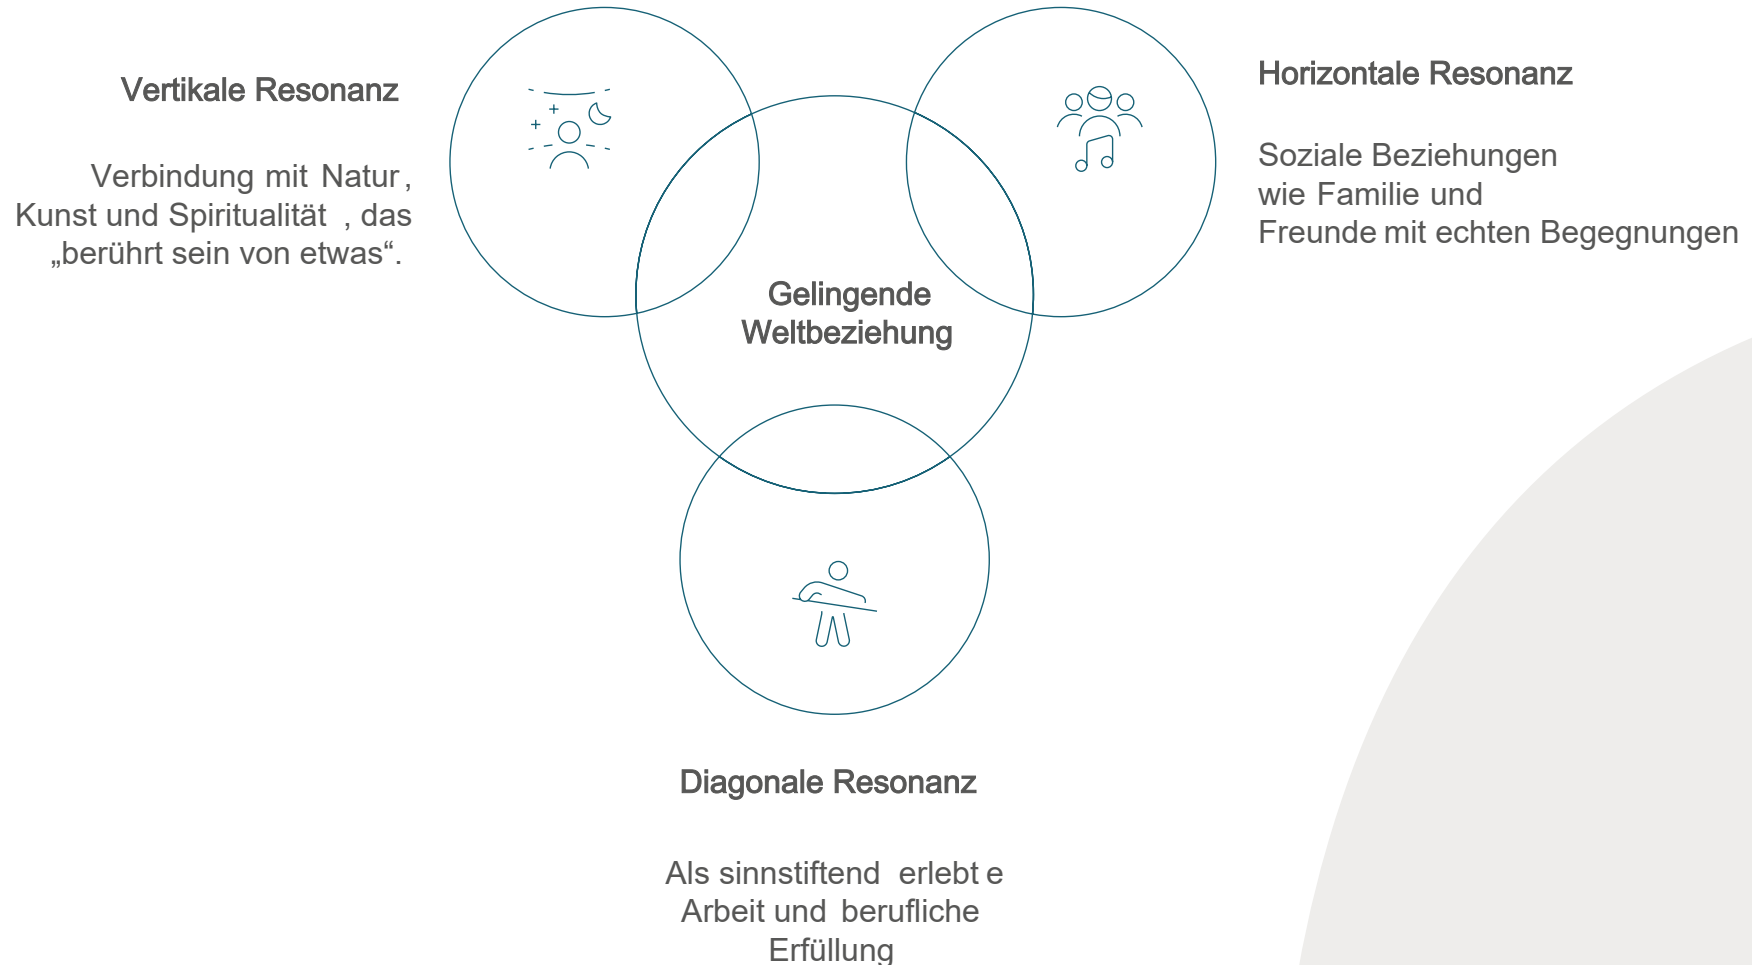 Vertikale Resonanz
Verbindung mit Natur,
Kunst und Spiritualität , das
„berührt sein von etwas“.
Horizontale Resonanz
Soziale Beziehungen
wie Familie und
Freunde mit echten Begegnungen
Gelingende
Weltbeziehung
Diagonale Resonanz
Als sinnstiftend erlebt e
Arbeit und berufliche
Erfüllung